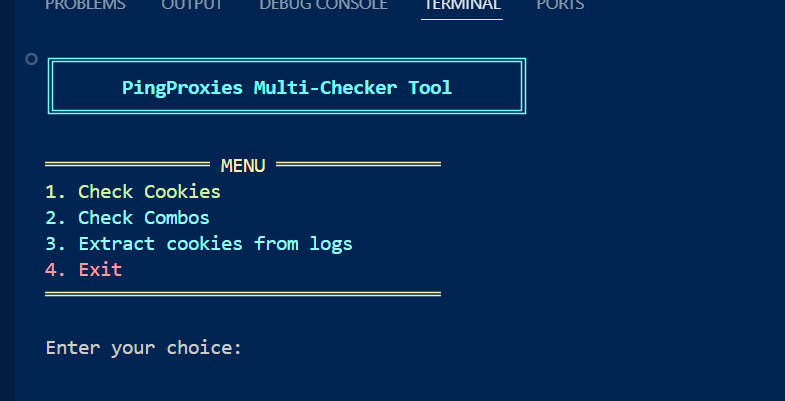 PROBLEMS OUTPUT DEBUG CONSOLE TERMINAL PORTS
PingProxies Multi-Checker Tool
MENU
1. Check Cookies
2. Check Combos
3. Extract cookies from logs
4. Exit
Enter your choice: